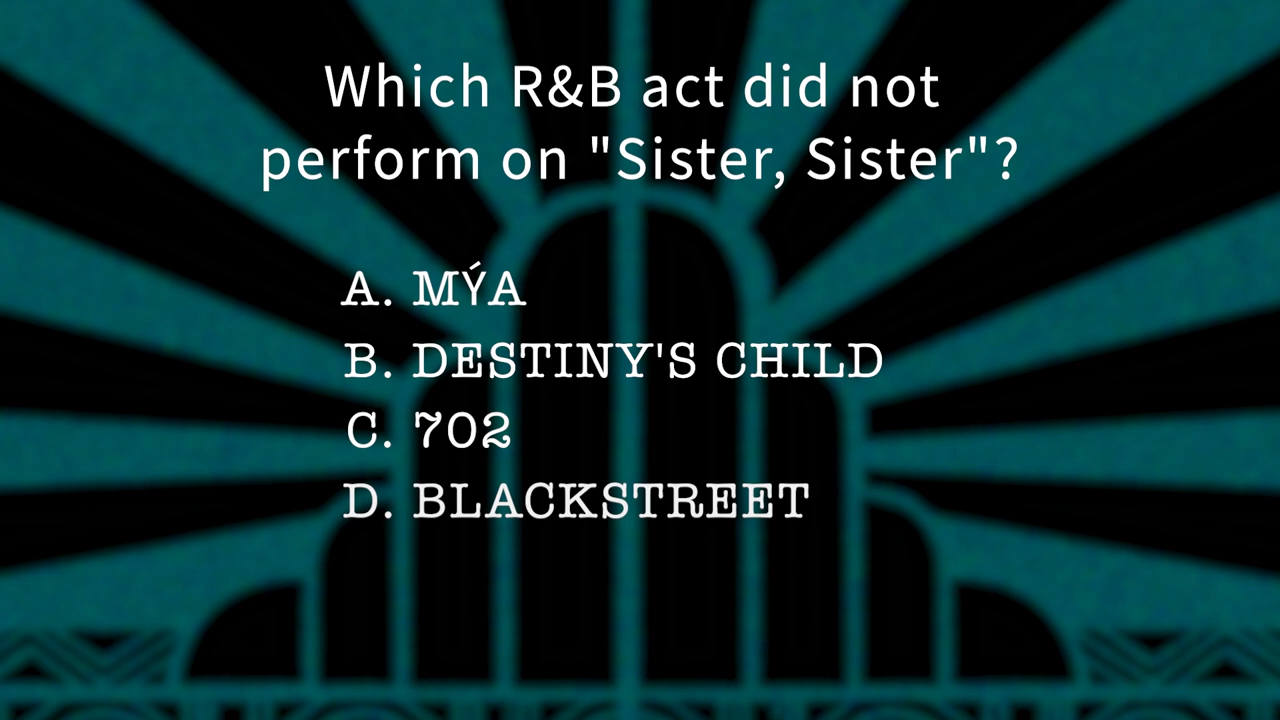 Which R&B act did not
perform on "Sister, Sister"?
A. MÝA
B. DESTINY'S CHILD
C. 702
D. BLACKSTREET